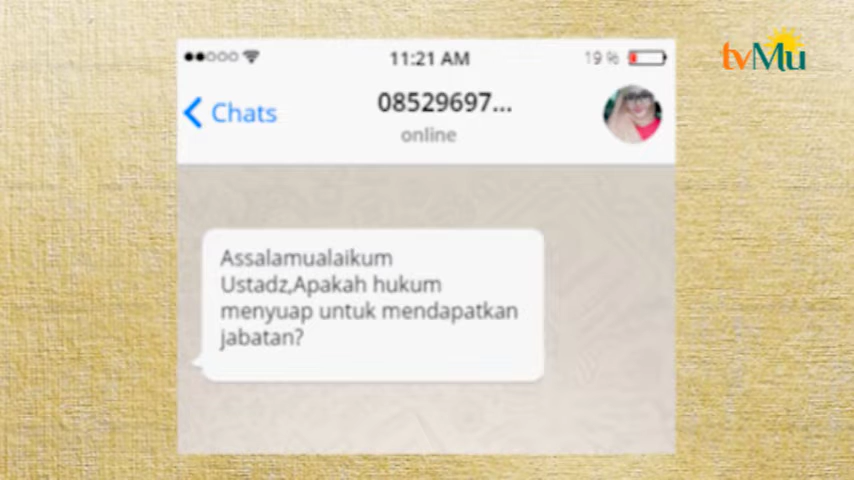 tvMu
11:21 AM
19 %
Chats
08529697...
online
Assalamualaikum
Ustadz,Apakah hukum
menyuap untuk mendapatkan
jabatan?